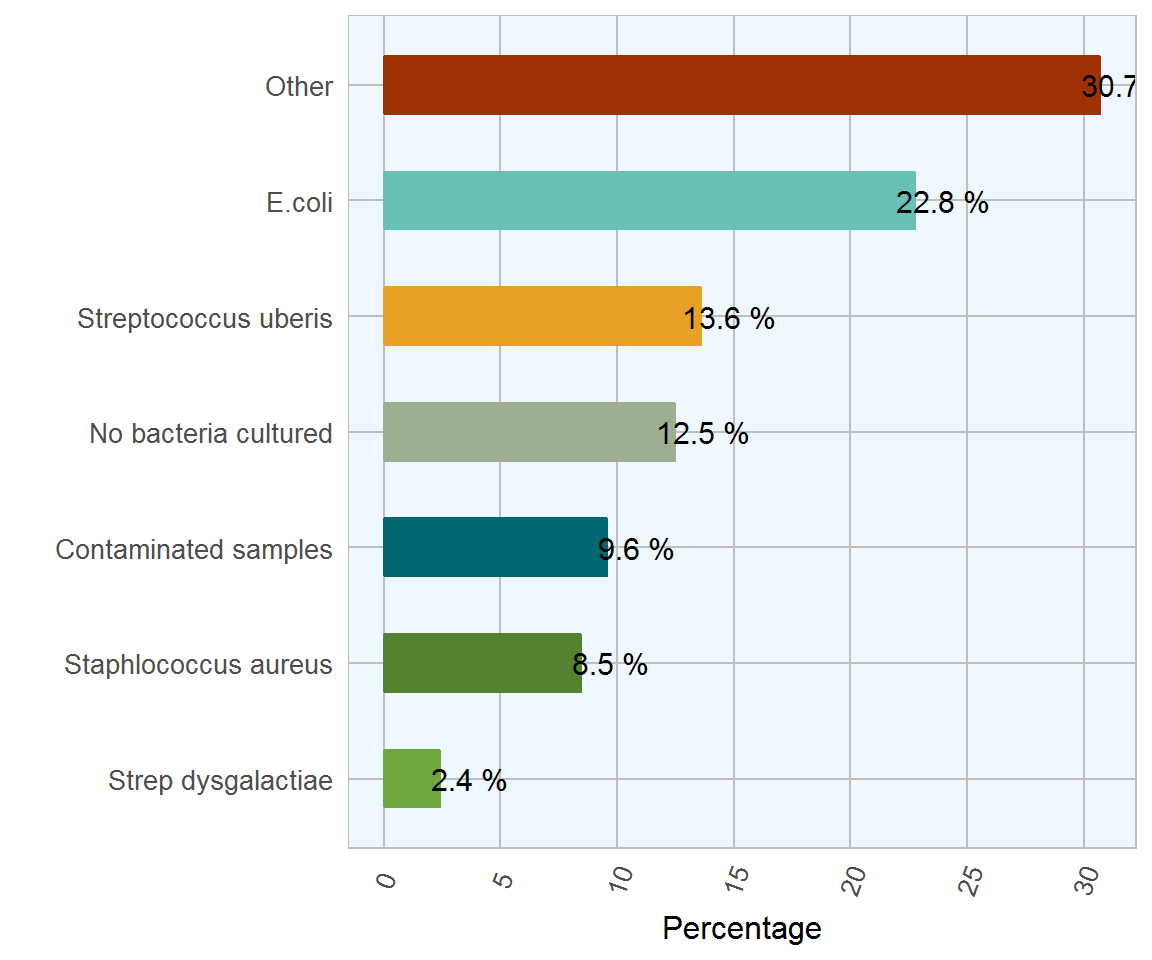 Other 30.7
E.coli 22.8 %
Streptococcus uberis 13.6 %
No bacteria cultured 12.5 %
Contaminated samples 9.6 %
Staphlococcus aureus 8.5 %
Strep dysgalactiae 2.4 %
0 5 10 15 20 25 30
Percentage